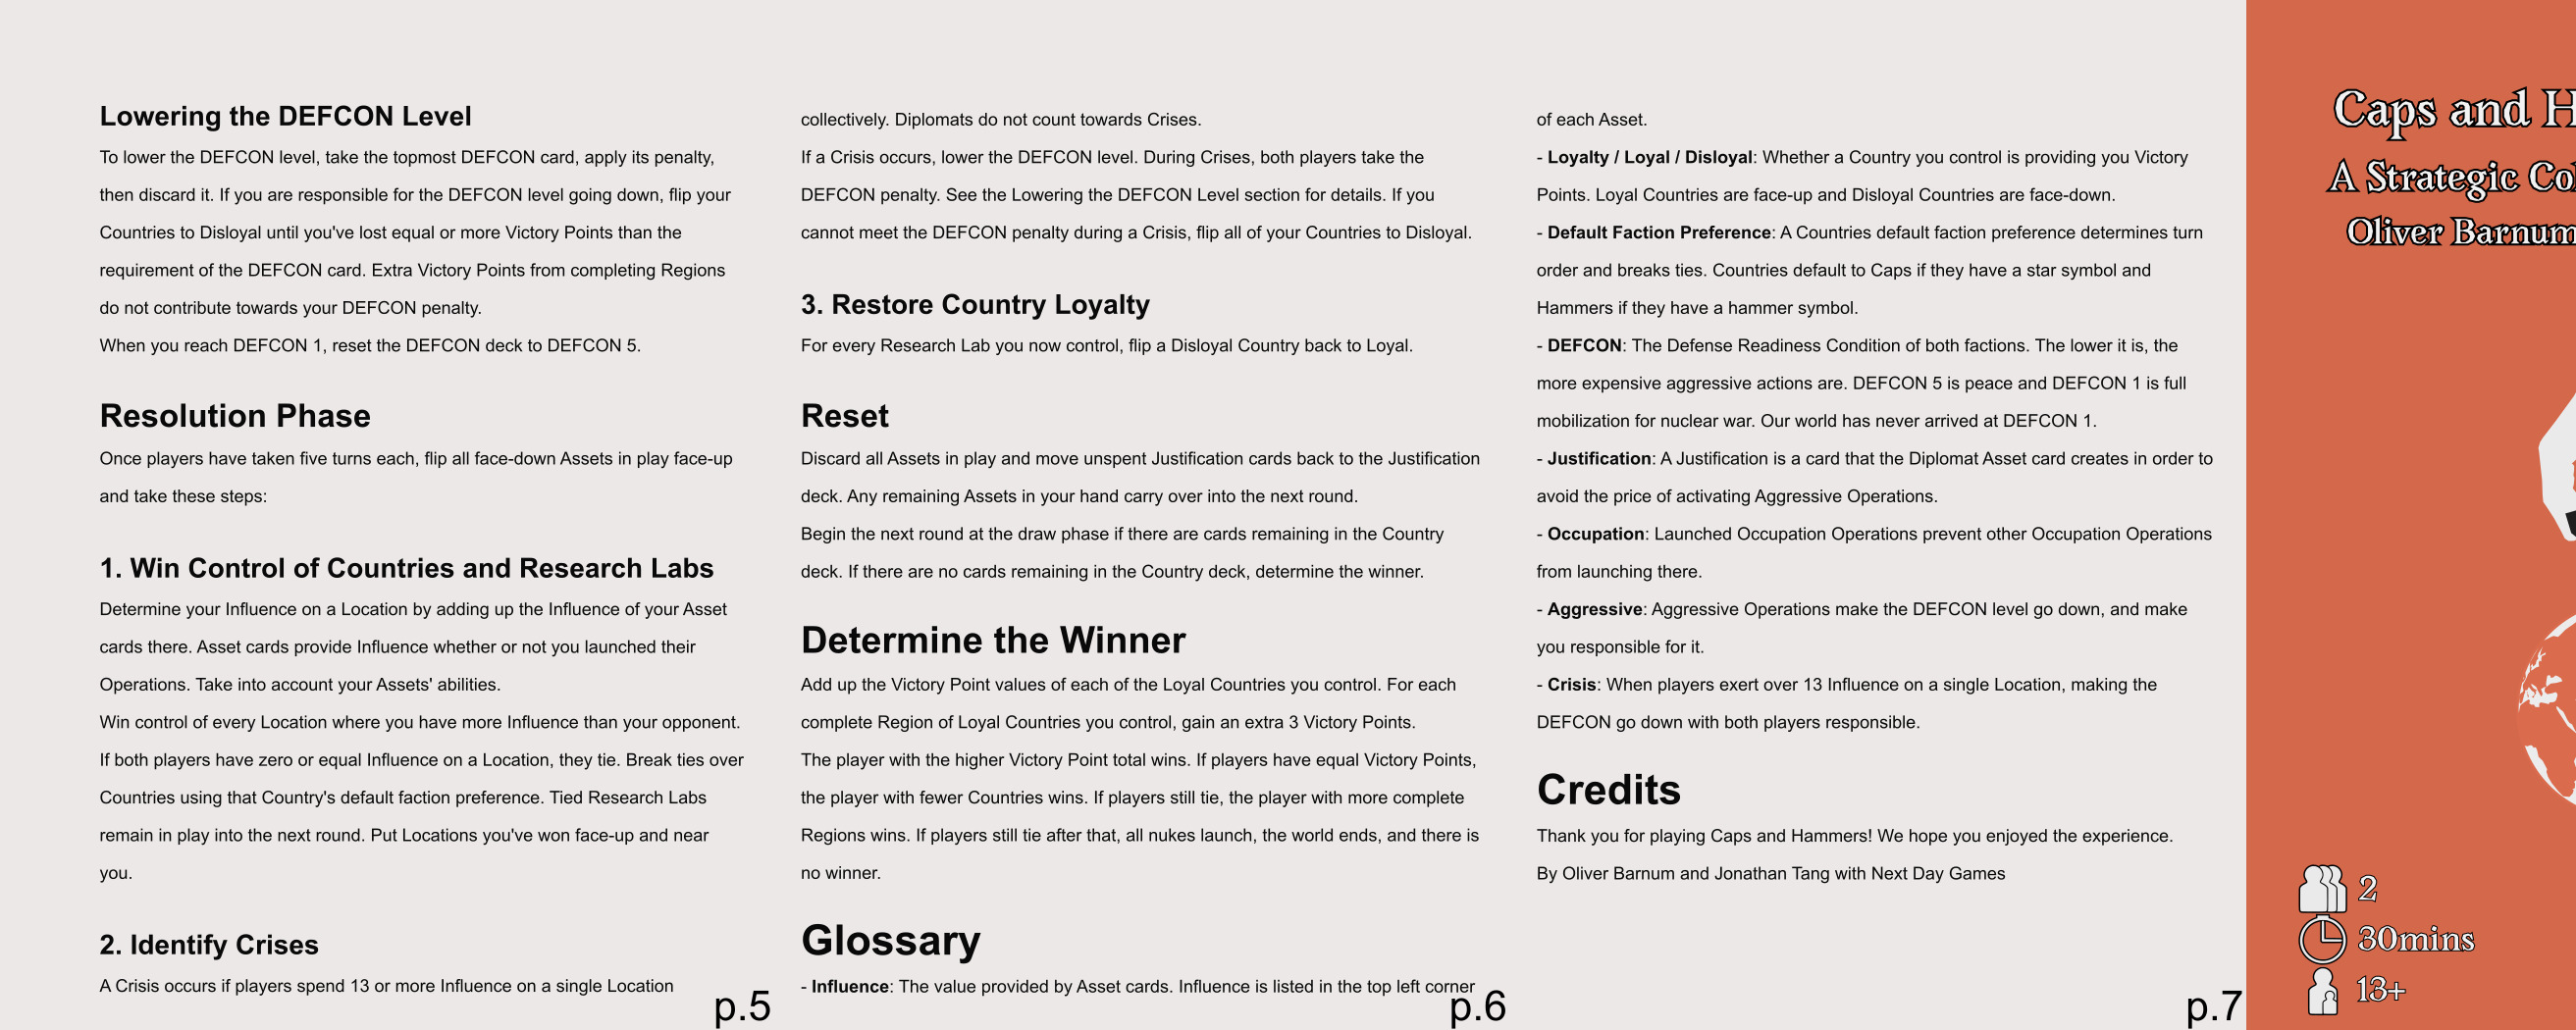 Lowering the DEFCON Level
To lower the DEFCON level, take the topmost DEFCON card, apply its penalty,
then discard it. If you are responsible for the DEFCON level going down, flip your
Countries to Disloyal until you've lost equal or more Victory Points than the
requirement of the DEFCON card. Extra Victory Points from completing Regions
do not contribute towards your DEFCON penalty.
When you reach DEFCON 1, reset the DEFCON deck to DEFCON 5.
Resolution Phase
Once players have taken five turns each, flip all face-down Assets in play face-up
and take these steps:
1. Win Control of Countries and Research Labs
Determine your Influence on a Location by adding up the Influence of your Asset
cards there. Asset cards provide Influence whether or not you launched their
Operations. Take into account your Assets' abilities.
Win control of every Location where you have more Influence than your opponent.
If both players have zero or equal Influence on a Location, they tie. Break ties over
Countries using that Country's default faction preference. Tied Research Labs
remain in play into the next round. Put Locations you've won face-up and near
you.
2. Identify Crises
A Crisis occurs if players spend 13 or more Influence on a single Location
p.5
collectively. Diplomats do not count towards Crises.
If a Crisis occurs, lower the DEFCON level. During Crises, both players take the
DEFCON penalty. See the Lowering the DEFCON Level section for details. If you
cannot meet the DEFCON penalty during a Crisis, flip all of your Countries to Disloyal.
3. Restore Country Loyalty
For every Research Lab you now control, flip a Disloyal Country back to Loyal.
Reset
Discard all Assets in play and move unspent Justification cards back to the Justification
deck. Any remaining Assets in your hand carry over into the next round.
Begin the next round at the draw phase if there are cards remaining in the Country
deck. If there are no cards remaining in the Country deck, determine the winner.
Determine the Winner
Add up the Victory Point values of each of the Loyal Countries you control. For each
complete Region of Loyal Countries you control, gain an extra 3 Victory Points.
The player with the higher Victory Point total wins. If players have equal Victory Points,
the player with fewer Countries wins. If players still tie, the player with more complete
Regions wins. If players still tie after that, all nukes launch, the world ends, and there is
no winner.
Glossary
- Influence: The value provided by Asset cards. Influence is listed in the top left corner
p.6
of each Asset.
- Loyalty / Loyal / Disloyal: Whether a Country you control is providing you Victory
Points. Loyal Countries are face-up and Disloyal Countries are face-down.
- Default Faction Preference: A Countries default faction preference determines turn
order and breaks ties. Countries default to Caps if they have a star symbol and
Hammers if they have a hammer symbol.
- DEFCON: The Defense Readiness Condition of both factions. The lower it is, the
more expensive aggressive actions are. DEFCON 5 is peace and DEFCON 1 is full
mobilization for nuclear war. Our world has never arrived at DEFCON 1.
- Justification: A Justification is a card that the Diplomat Asset card creates in order to
avoid the price of activating Aggressive Operations.
- Occupation: Launched Occupation Operations prevent other Occupation Operations
from launching there.
- Aggressive: Aggressive Operations make the DEFCON level go down, and make
you responsible for it.
- Crisis: When players exert over 13 Influence on a single Location, making the
DEFCON go down with both players responsible.
Credits
Thank you for playing Caps and Hammers! We hope you enjoyed the experience.
By Oliver Barnum and Jonathan Tang with Next Day Games
p.7
Caps and H
A Strategic Col
Oliver Barnum
2
30mins
13+